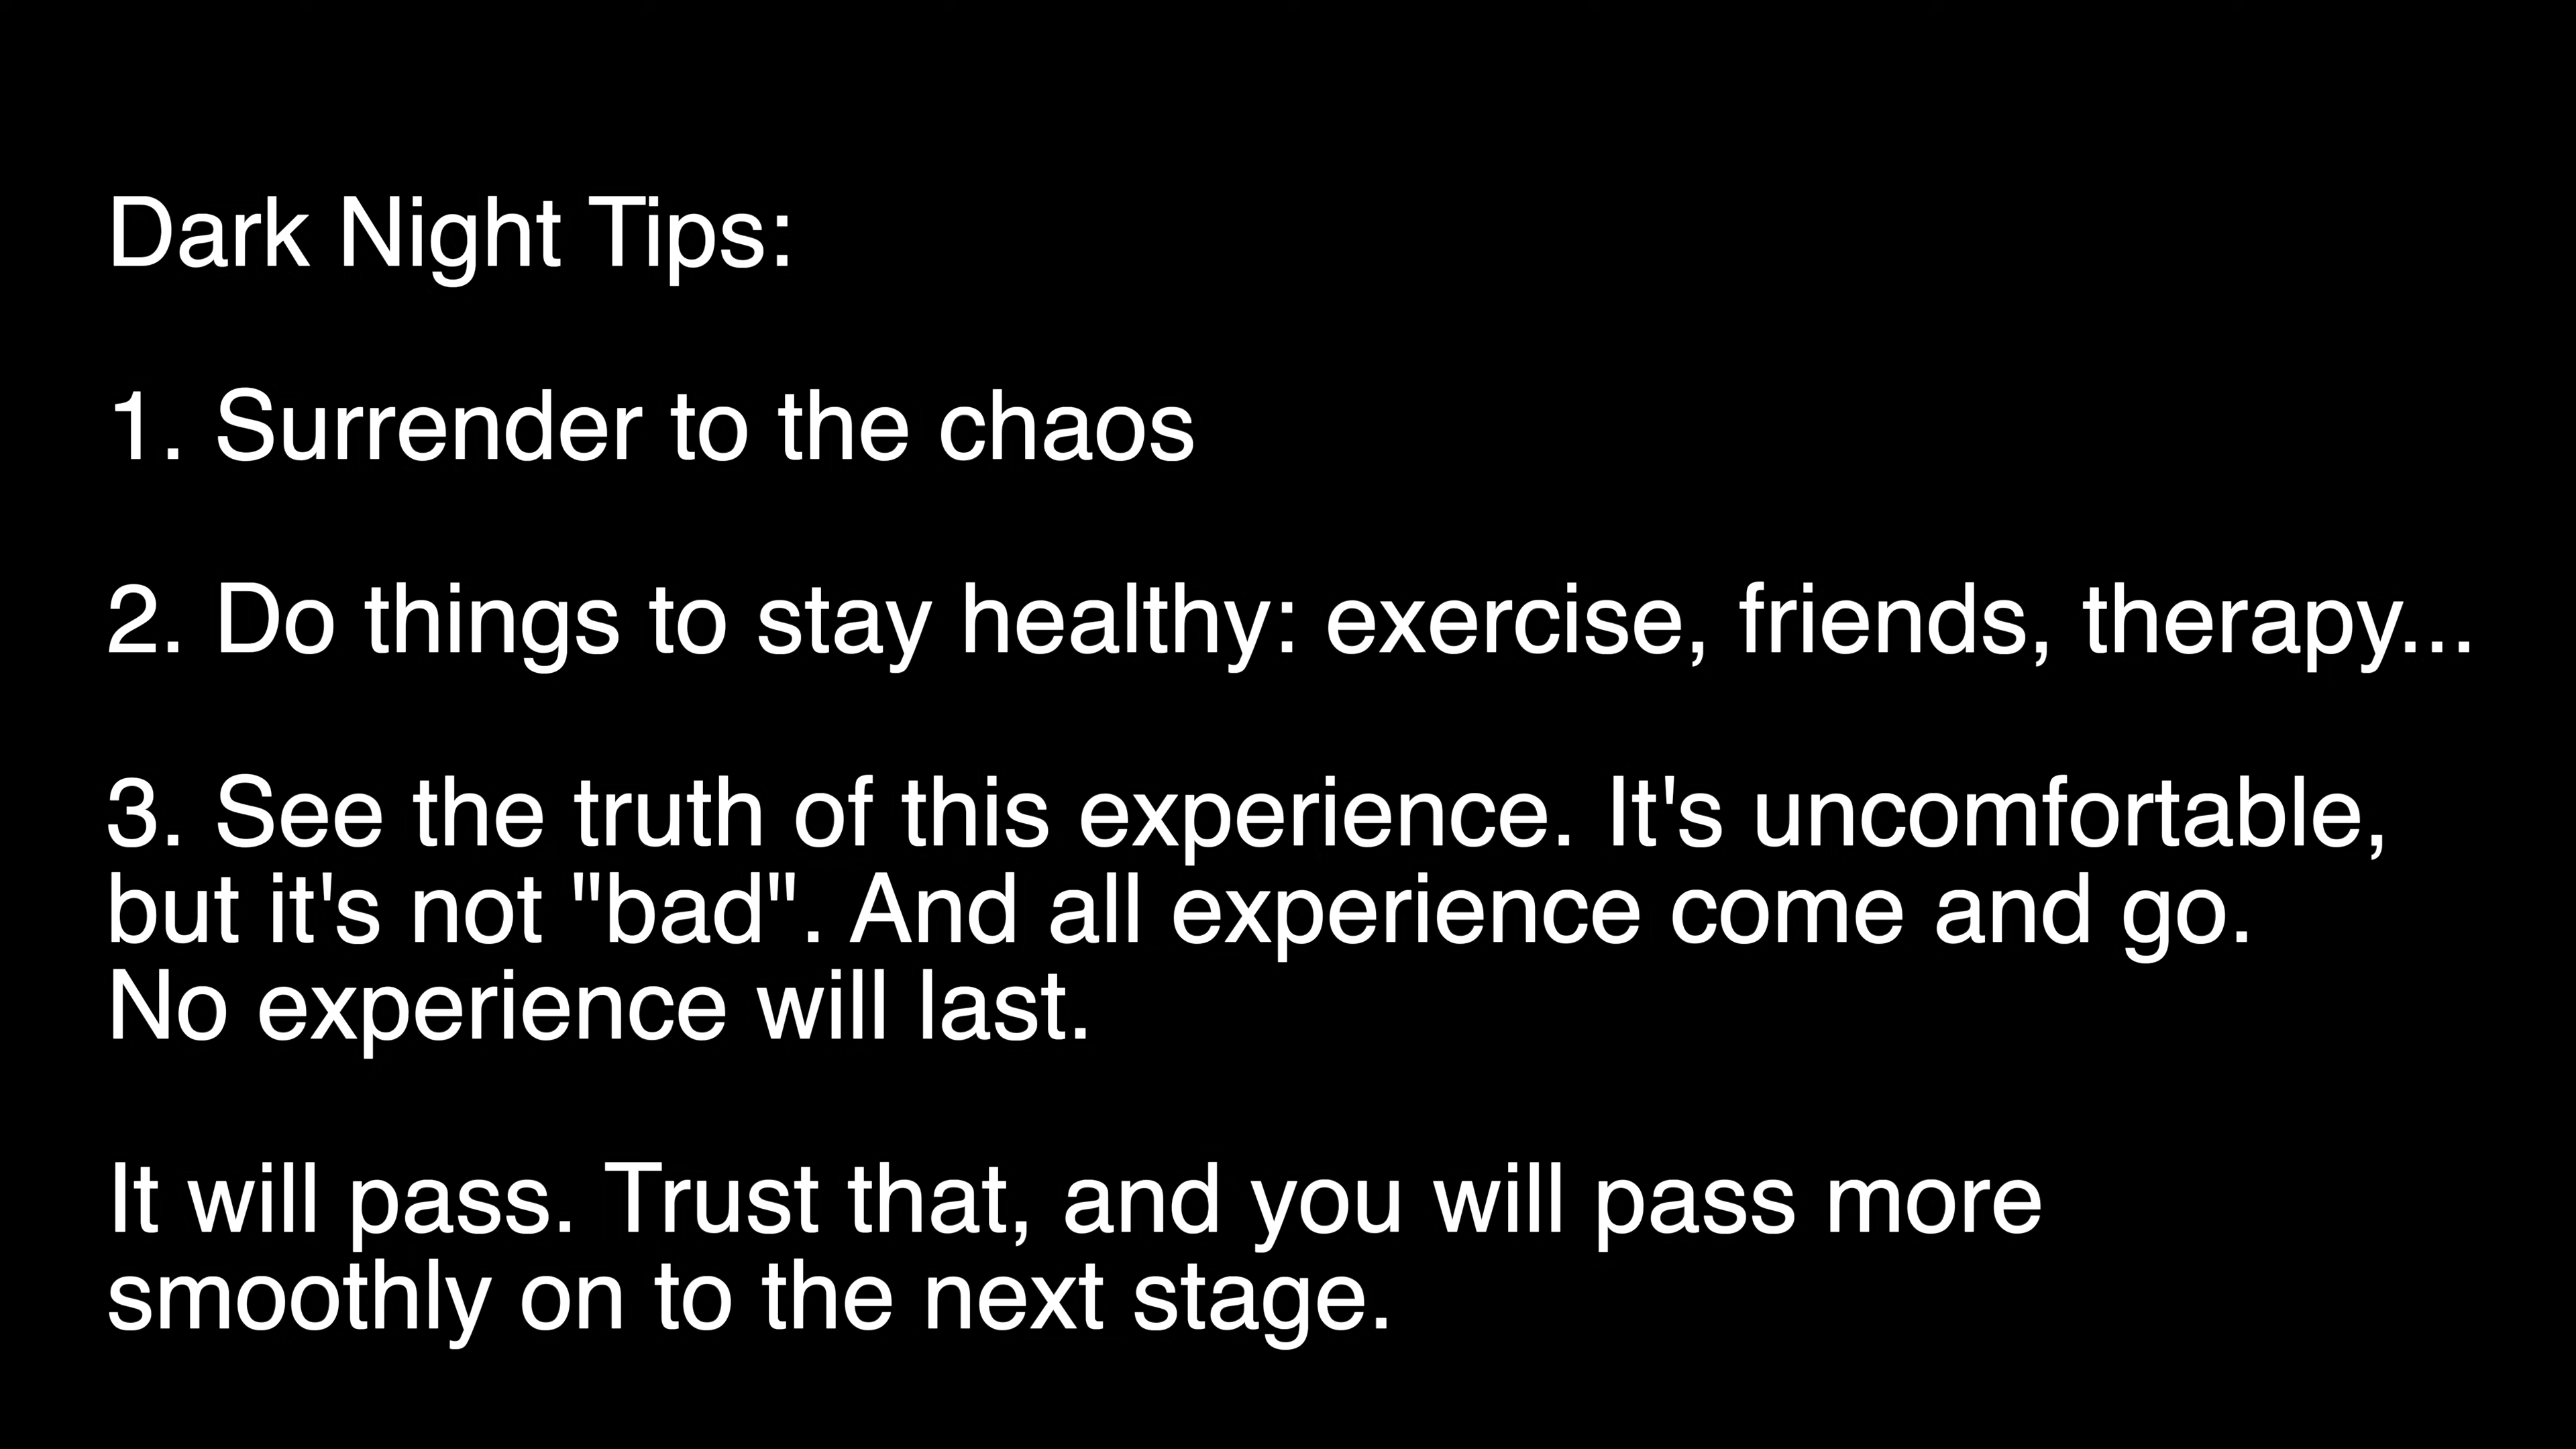 Dark Night Tips:
1. Surrender to the chaos
2. Do things to stay healthy: exercise, friends, therapy...
3. See the truth of this experience. It's uncomfortable,
but it's not "bad". And all experience come and go.
No experience will last.
It will pass. Trust that, and you will pass more
smoothly on to the next stage.